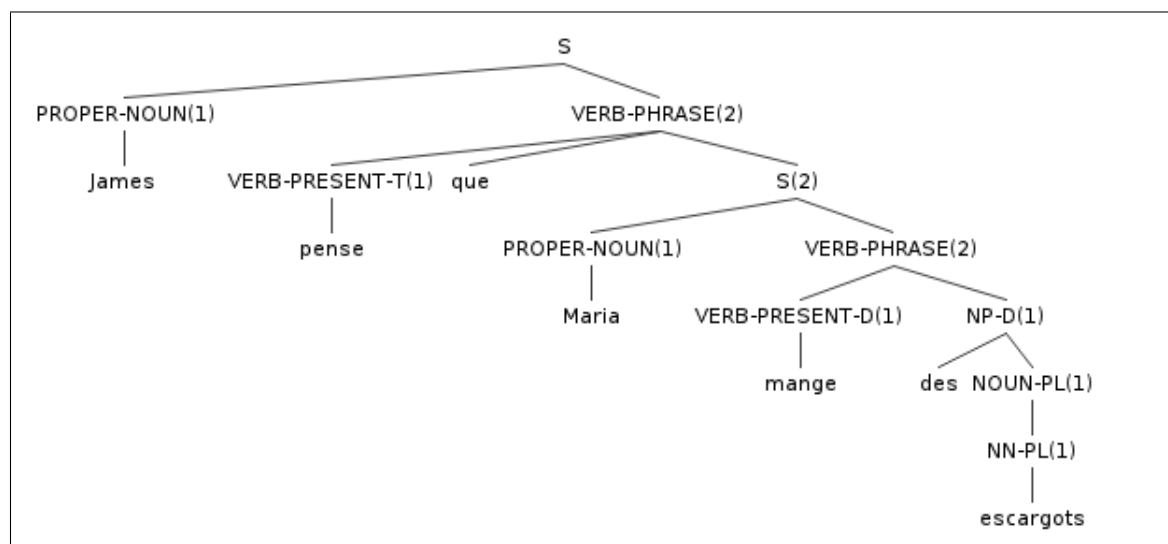 S
PROPER-NOUN(1) VERB-PHRASE(2)
James VERB-PRESENT-T(1) que S(2)
pense PROPER-NOUN(1) VERB-PHRASE(2)
Maria VERB-PRESENT-D(1) NP-D(1)
mange des NOUN-PL(1)
NN-PL(1)
escargots